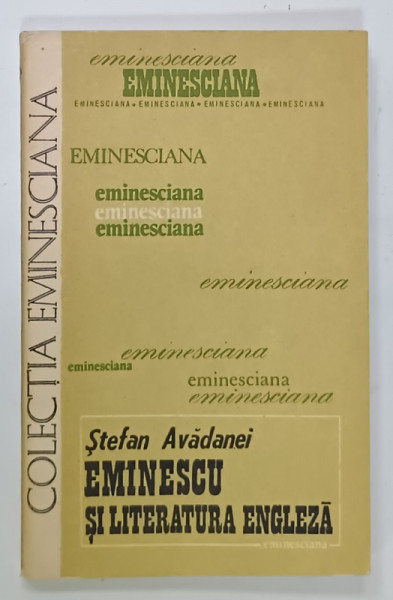 COLECȚIA EMINESCIANA
eminesciana
EMINESCIANA
EMINESCIANA★EMINESCIANA★EMINESCIANA★EMINESCIANA
EMINESCIANA
eminesciana
eminesciana
eminesciana
eminesciana
eminesciana
eminesciana
eminesciana
eminesciana
Ștefan Avădanei
EMINESCU
ȘI LITERATURA ENGLEZĂ
eminesciana